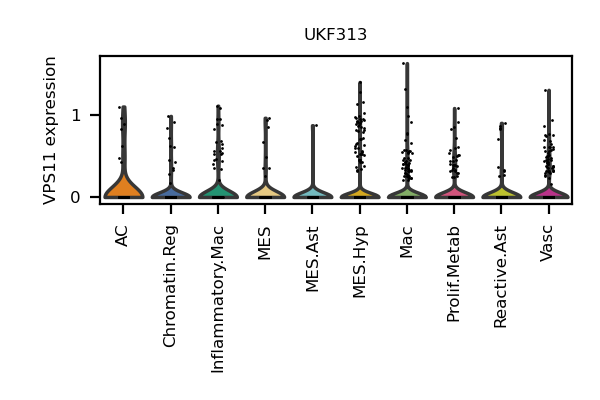 UKF313
VPS11 expression
1
0
AC
Chromatin.Reg
Inflammatory.Mac
MES
MES.Ast
MES.Hyp
Mac
Prolif.Metab
Reactive.Ast
Vasc